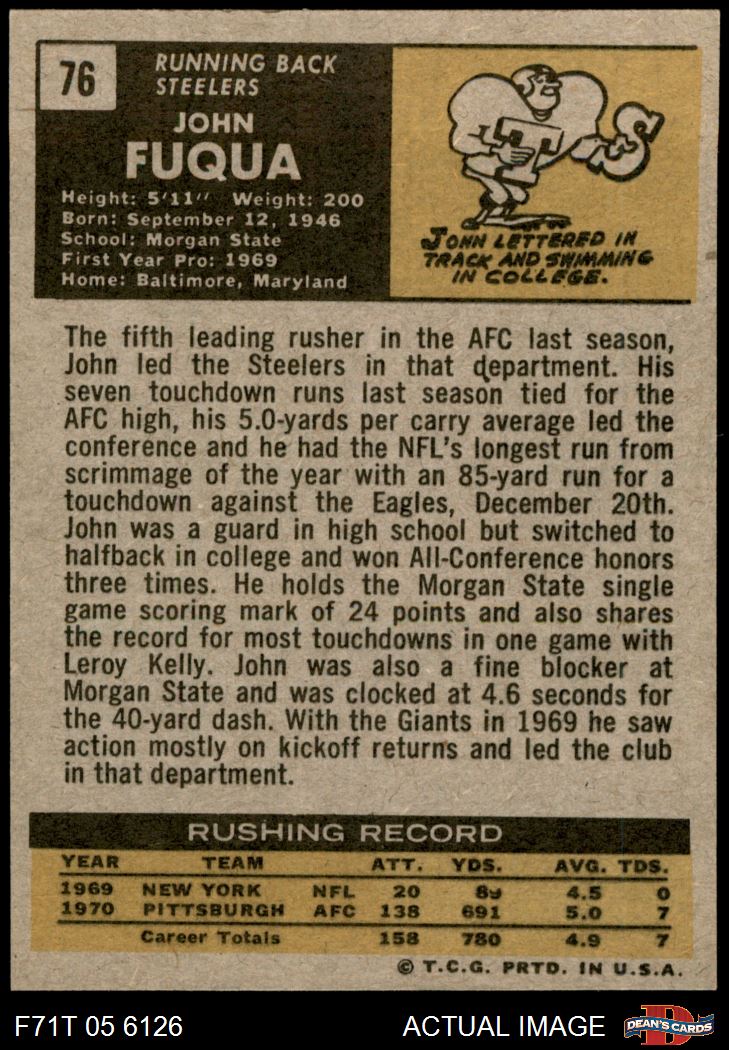 76
RUNNING BACK
STEELERS
JOHN
FUQUA
Height: 5'11" Weight: 200
Born: September 12, 1946
School: Morgan State
First Year Pro: 1969
Home: Baltimore, Maryland
T S
JOHN LETTERED IN
TRACK AND SWIMMING
IN COLLEGE.
The fifth leading rusher in the AFC last season,
John led the Steelers in that department. His
seven touchdown runs last season tied for the
AFC high, his 5.0-yards per carry average led the
conference and he had the NFL's longest run from
scrimmage of the year with an 85-yard run for a
touchdown against the Eagles, December 20th.
John was a guard in high school but switched to
halfback in college and won All-Conference honors
three times. He holds the Morgan State single
game scoring mark of 24 points and also shares
the record for most touchdowns in one game with
Leroy Kelly. John was also a fine blocker at
Morgan State and was clocked at 4.6 seconds for
the 40-yard dash. With the Giants in 1969 he saw
action mostly on kickoff returns and led the club
in that department.
RUSHING RECORD
YEAR TEAM ATT. YDS. AVG. TDS.
1969 NEW YORK NFL 20 89 4.5 0
1970 PITTSBURGH AFC 138 691 5.0 7
Career Totals 158 780 4.9 7
© T.C.G. PRTD. IN U.S.A.
F71T 05 6126 ACTUAL IMAGE D DEAN'S CARDS